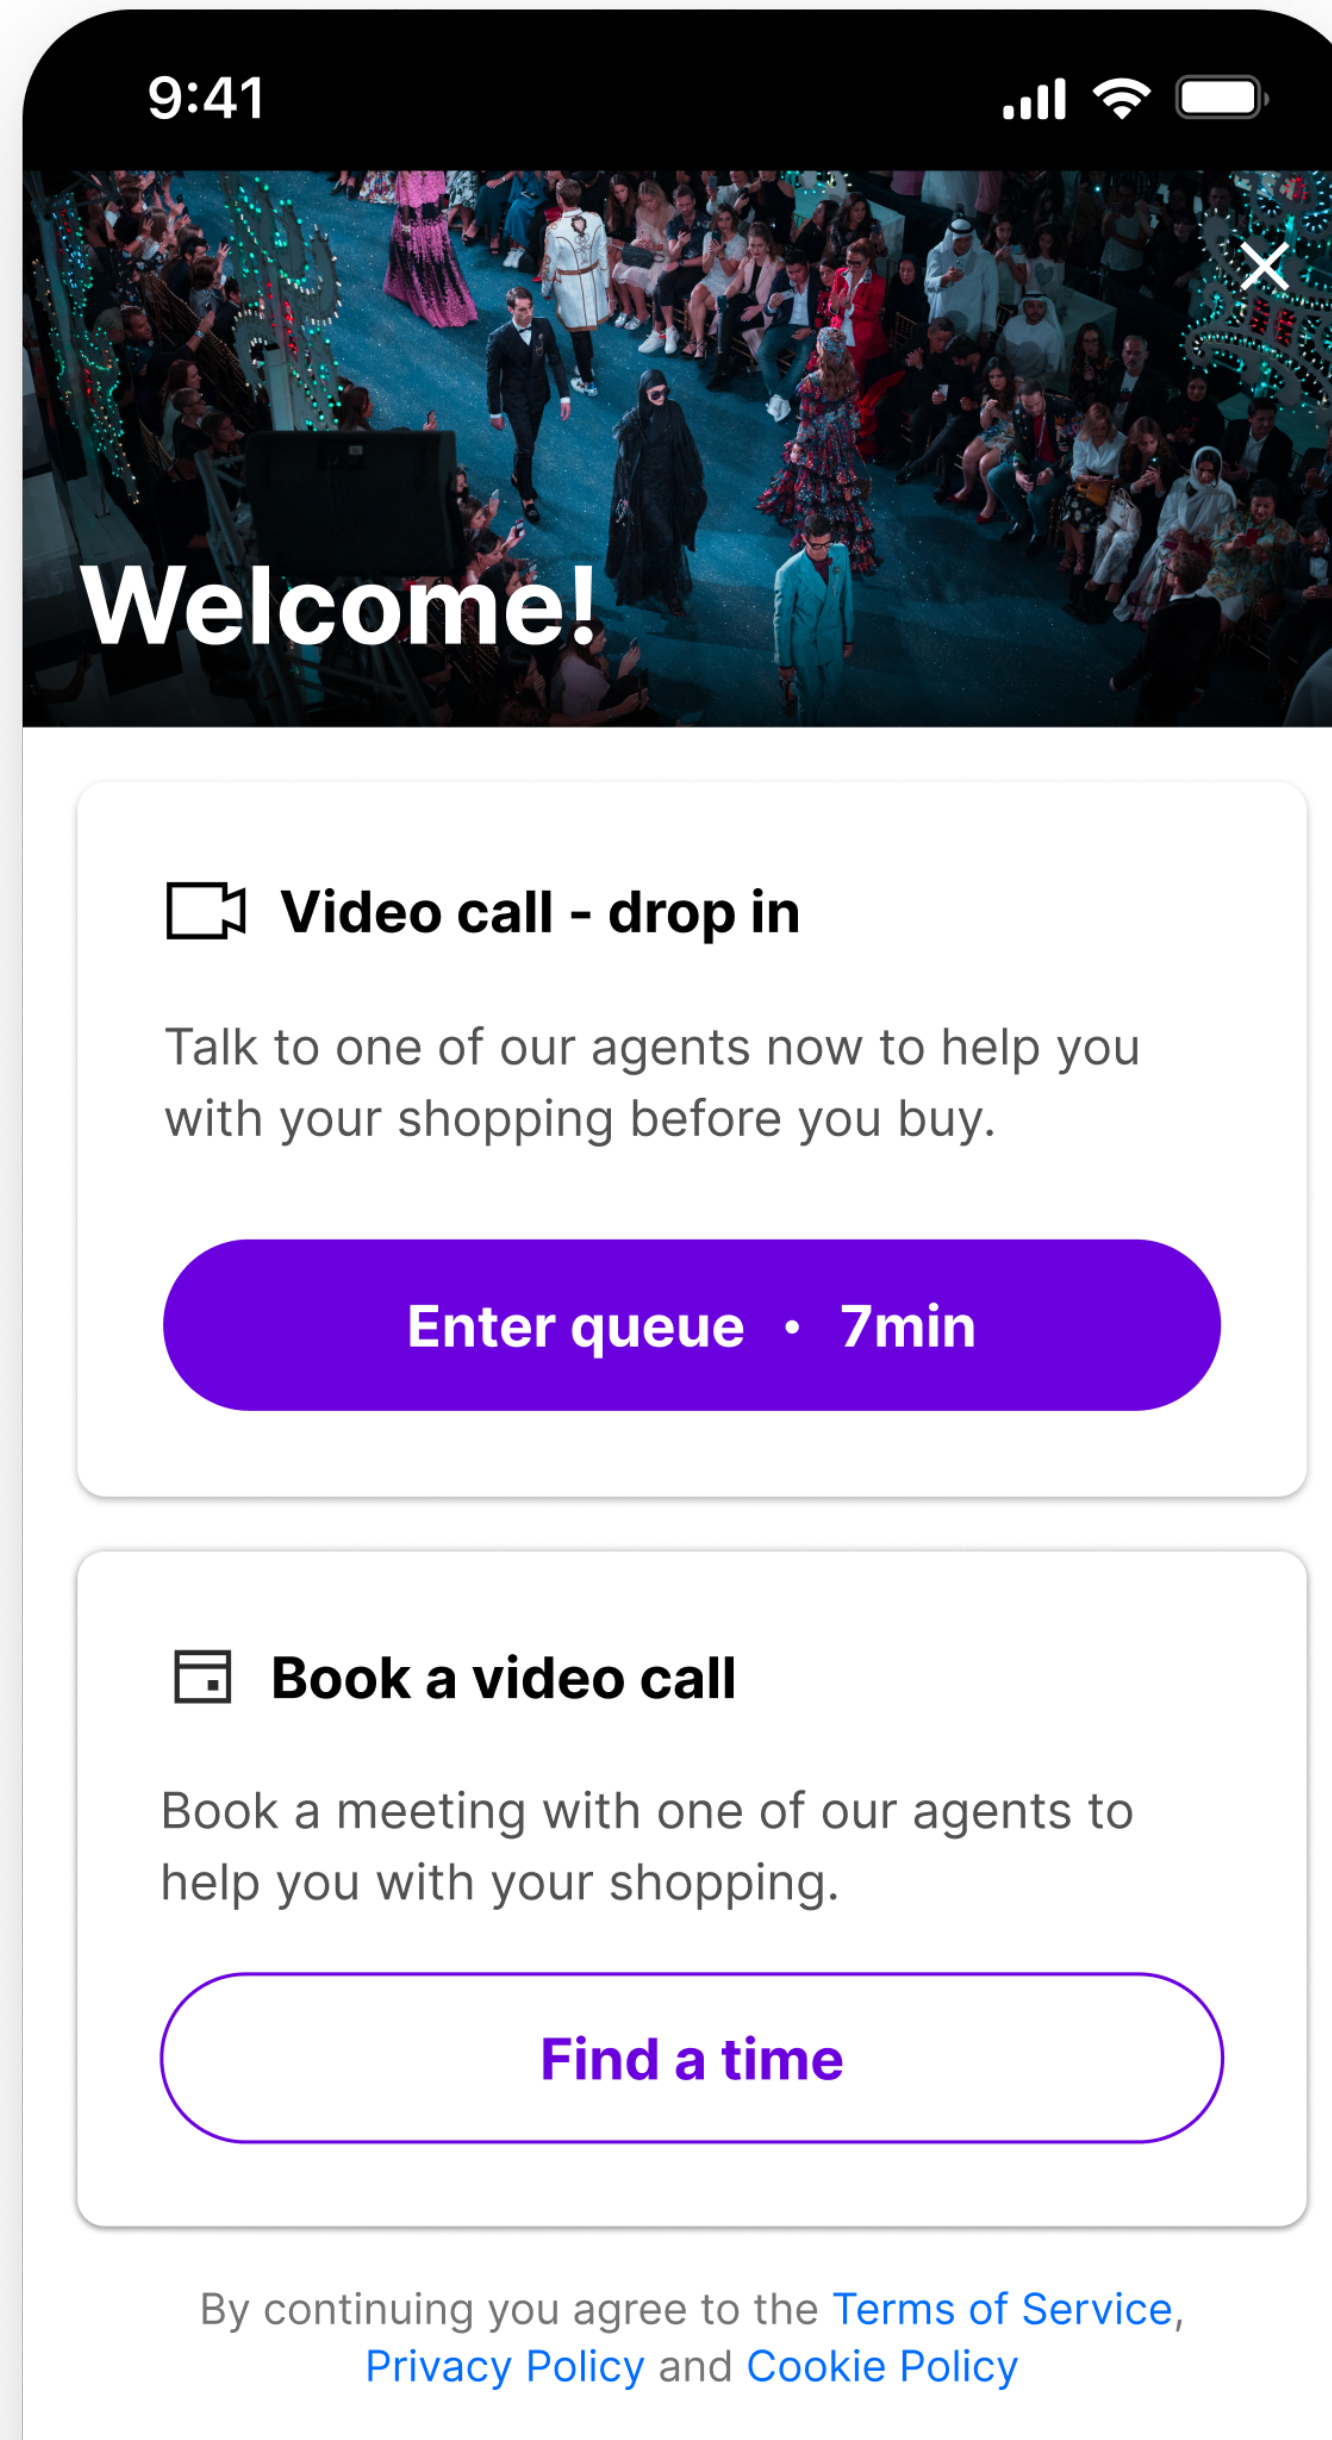 9:41
Welcome!
Video call - drop in
Talk to one of our agents now to help you
with your shopping before you buy.
Enter queue • 7min
Book a video call
Book a meeting with one of our agents to
help you with your shopping.
Find a time
By continuing you agree to the Terms of Service,
Privacy Policy and Cookie Policy